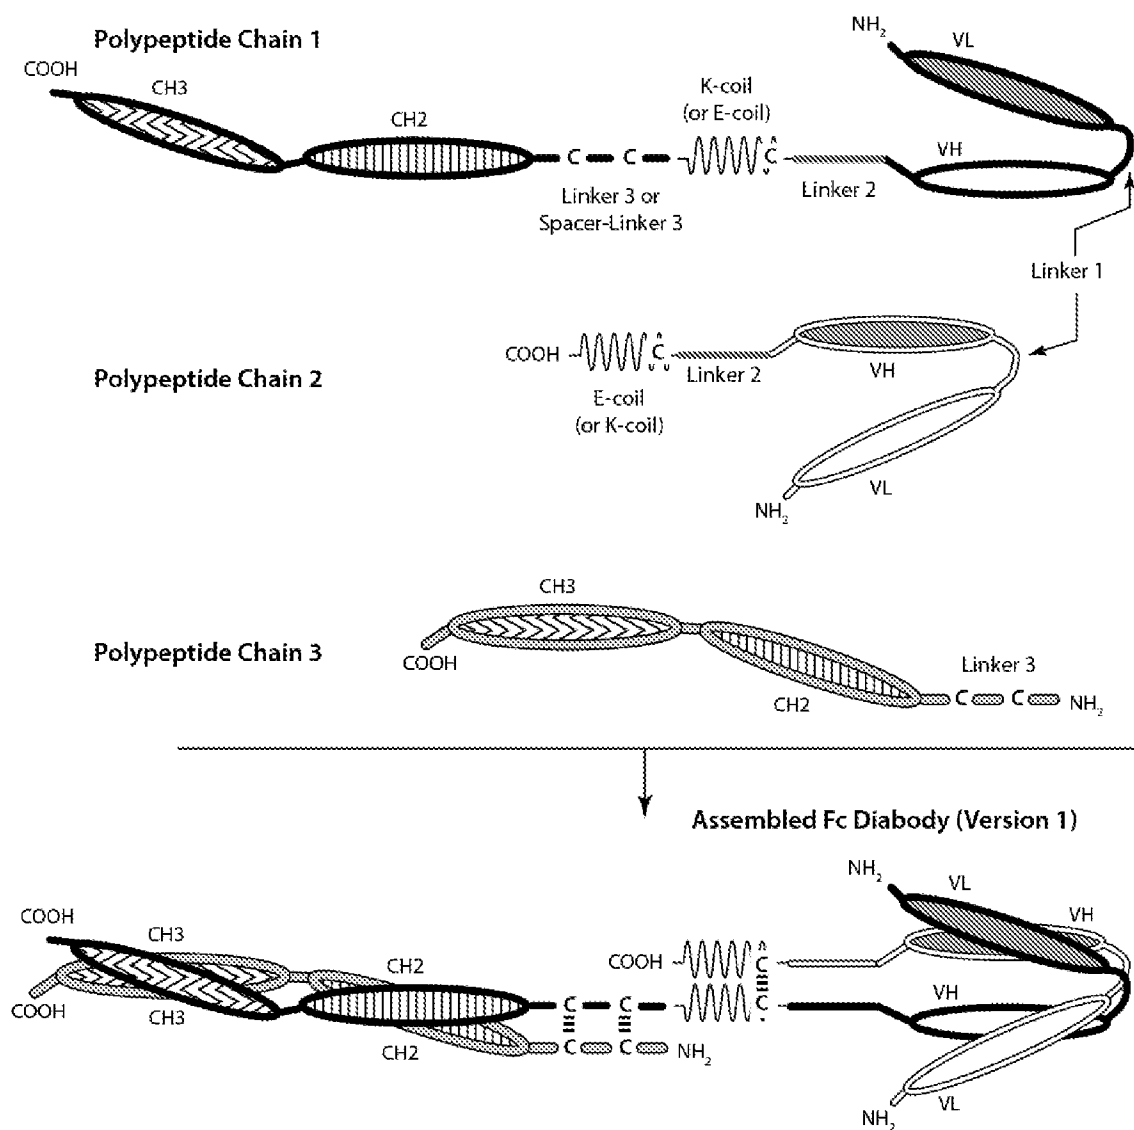 Polypeptide Chain 1
NH₂
VL
COOH
CH3
K-coil
(or E-coil)
CH2
VH
C
C
C
Linker 3 or
Spacer-Linker 3
Linker 2
Linker 1
COOH
C
Linker 2
VH
Polypeptide Chain 2
E-coil
(or K-coil)
VL
NH₂
CH3
Polypeptide Chain 3
COOH
Linker 3
C
C
NH₂
CH2
Assembled Fc Diabody (Version 1)
NH₂
VL
VH
COOH
CH3
COOH
C
CH2
VH
COOH
CH3
C
C
C
CH2
C
C
NH₂
VL
NH₂